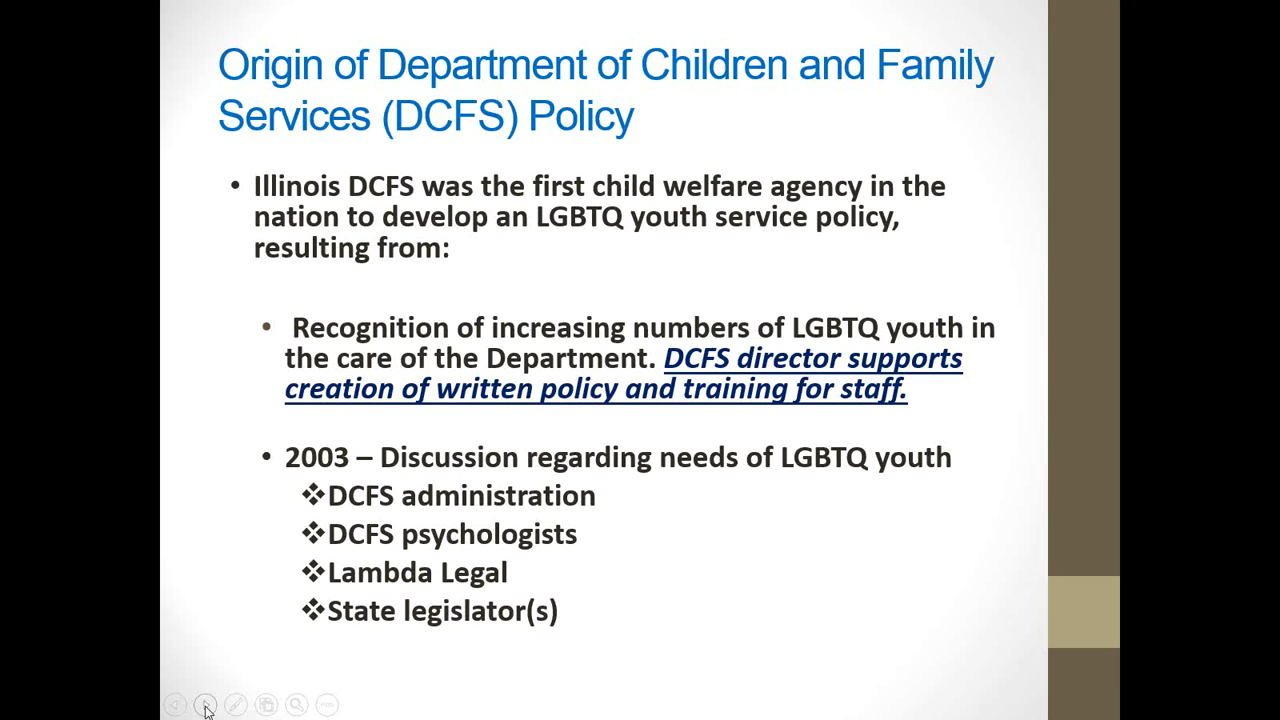 Origin of Department of Children and Family
Services (DCFS) Policy
• Illinois DCFS was the first child welfare agency in the
nation to develop an LGBTQ youth service policy,
resulting from:
• Recognition of increasing numbers of LGBTQ youth in
the care of the Department. DCFS director supports
creation of written policy and training for staff.
• 2003 – Discussion regarding needs of LGBTQ youth
❖DCFS administration
❖DCFS psychologists
❖Lambda Legal
❖State legislator(s)